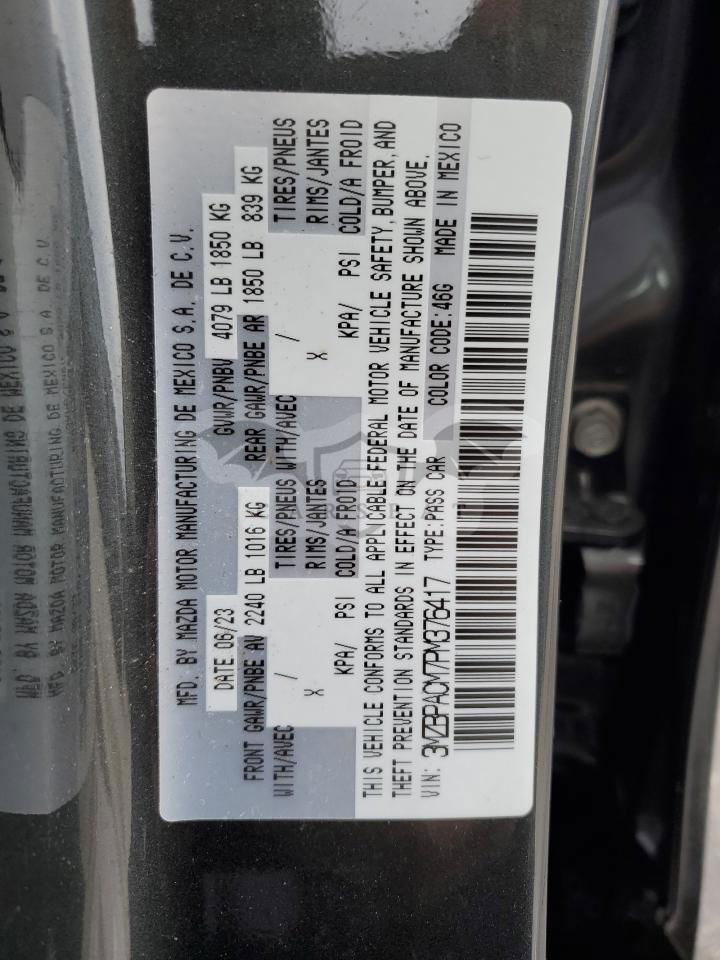 MFD. BY MAZDA MOTOR MANUFACTURING DE MEXICO S.A. DE C.V.
DATE 06/23 GVWR/PNBV 4079 LB 1850 KG
FRONT GAWR/PNBE AV 2240 LB 1016 KG REAR GAWR/PNBE AR 1850 LB 839 KG
WITH/AVEC / TIRES/PNEUS WITH/AVEC / TIRES/PNEUS
X RIMS/JANTES X RIMS/JANTES
KPA/ PSI COLD/A FROID KPA/ PSI COLD/A FROID
THIS VEHICLE CONFORMS TO ALL APPLICABLE FEDERAL MOTOR VEHICLE SAFETY, BUMPER, AND
THEFT PREVENTION STANDARDS IN EFFECT ON THE DATE OF MANUFACTURE SHOWN ABOVE.
VIN: 3MZBPACM7PM376417 TYPE:PASS CAR COLOR CODE:46G MADE IN MEXICO